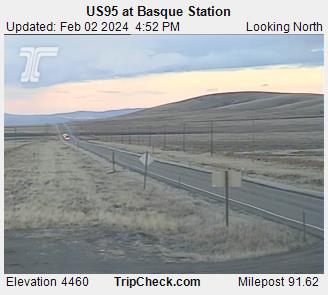 US95 at Basque Station
Updated: Feb 02 2024 4:52 PM Looking North
Elevation 4460 TripCheck.com Milepost 91.62